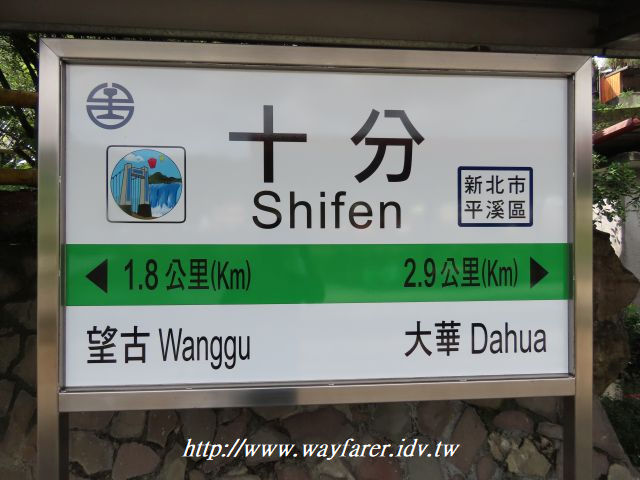 十分
Shifen
新北市
平溪區
1.8公里(Km)
2.9公里(Km)
望古 Wanggu
大華 Dahua
http://www.wayfarer.idv.tw